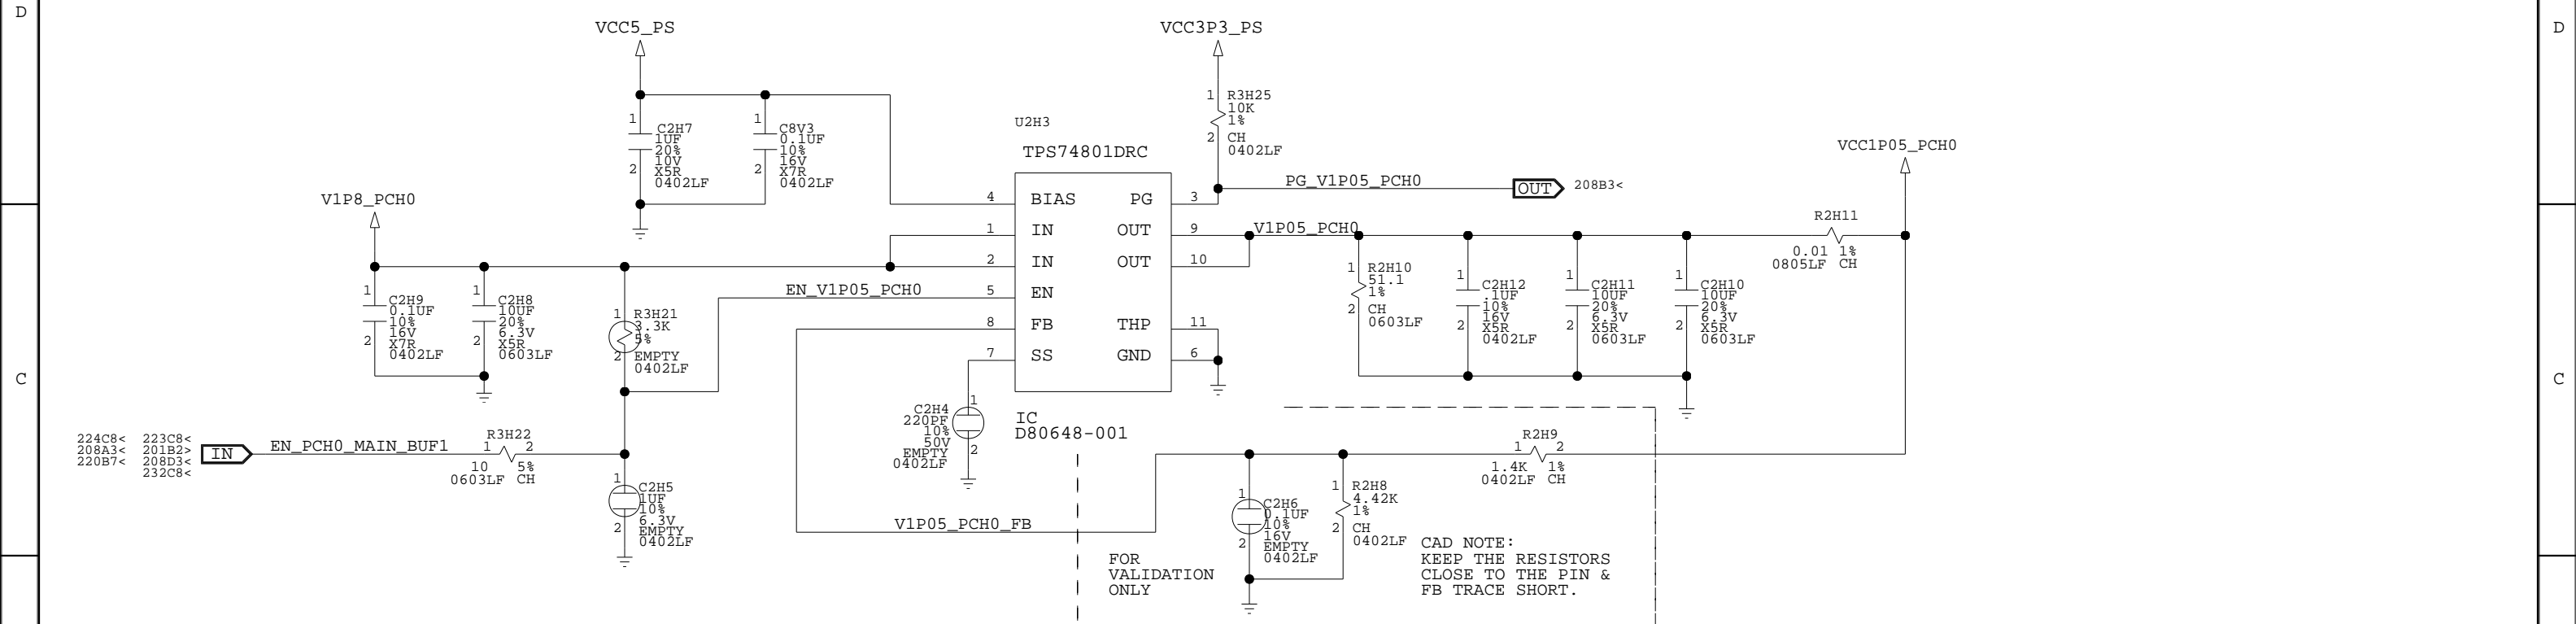 D
D
VCC5_PS
VCC3P3_PS
1
R3H25
10K
1%
2
CH
0402LF
1
C2H7
1UF
20%
10V
2
X5R
0402LF
1
C8V3
0.1UF
10%
16V
2
X7R
0402LF
U2H3
TPS74801DRC
VCC1P05_PCH0
PG_V1P05_PCH0
OUT
208B3<
V1P8_PCH0
4
BIAS
PG
3
1
IN
OUT
9
2
IN
OUT
10
5
EN
8
FB
THP
11
7
SS
GND
6
V1P05_PCH0
R2H11
0.01 1%
0805LF CH
EN_V1P05_PCH0
1
C2H9
0.1UF
10%
16V
2
X7R
0402LF
1
C2H8
10UF
20%
6.3V
2
X5R
0603LF
1
R3H21
3.3K
5%
2
EMPTY
0402LF
1
R2H10
51.1
1%
2
CH
0603LF
1
C2H12
.1UF
10%
16V
2
X5R
0402LF
1
C2H11
10UF
20%
6.3V
2
X5R
0603LF
1
C2H10
10UF
20%
6.3V
2
X5R
0603LF
C
C
1
C2H4
220PF
10%
50V
EMPTY
2
0402LF
IC
D80648-001
224C8< 223C8<
208A3< 201B2>
220B7< 208D3<
232C8<
IN
EN_PCH0_MAIN_BUF1
R3H22
1 2
10 5%
0603LF CH
R2H9
1 2
1.4K 1%
0402LF CH
1
C2H5
1UF
10%
6.3V
2
EMPTY
0402LF
1
C2H6
0.1UF
10%
16V
2
EMPTY
0402LF
1
R2H8
4.42K
1%
2
CH
0402LF
V1P05_PCH0_FB
FOR
VALIDATION
ONLY
CAD NOTE:
KEEP THE RESISTORS
CLOSE TO THE PIN &
FB TRACE SHORT.